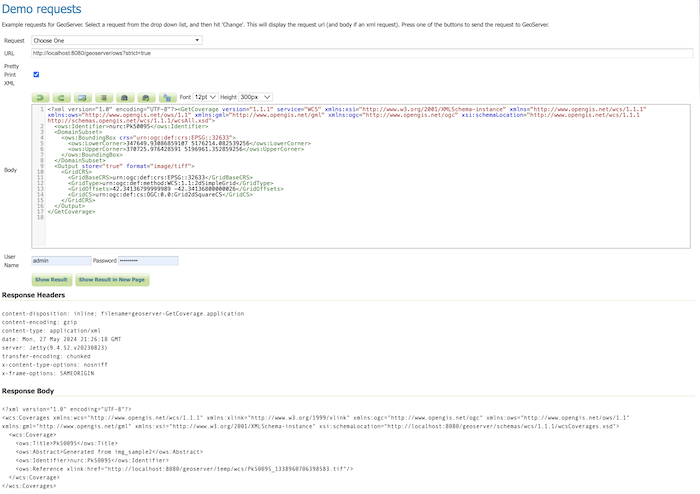 Demo requests
Example requests for GeoServer. Select a request from the drop down list, and then hit 'Change'. This will display the request url (and body if an xml request). Press one of the buttons to send the request to GeoServer.
Request Choose One
URL http://localhost:8080/geoserver/ows?strict=true
Pretty
Print
XML
Font 12pt Height 300px
Body
1 <?xml version="1.0" encoding="UTF-8"?><GetCoverage version="1.1.1" service="WCS" xmlns:xsi="http://www.w3.org/2001/XMLSchema-instance" xmlns="http://www.opengis.net/wcs/1.1.1"
xmlns:ows="http://www.opengis.net/ows/1.1" xmlns:gml="http://www.opengis.net/gml" xmlns:ogc="http://www.opengis.net/ogc" xsi:schemaLocation="http://www.opengis.net/wcs/1.1.1
http://schemas.opengis.net/wcs/1.1.1/wcsAll.xsd">
2 <ows:Identifier>nurc:Pk50095</ows:Identifier>
3 <DomainSubset>
4 <ows:BoundingBox crs="urn:ogc:def:crs:EPSG::32633">
5 <ows:LowerCorner>347649.93086859107 5176214.082539256</ows:LowerCorner>
6 <ows:UpperCorner>370725.976428591 5196961.352859256</ows:UpperCorner>
7 </ows:BoundingBox>
8 </DomainSubset>
9 <Output store="true" format="image/tiff">
10 <GridCRS>
11 <GridBaseCRS>urn:ogc:def:crs:EPSG::32633</GridBaseCRS>
12 <GridType>urn:ogc:def:method:WCS:1.1:2dSimpleGrid</GridType>
13 <GridOffsets>42.34136799999989 -42.34136800000026</GridOffsets>
14 <GridCS>urn:ogc:def:cs:OGC:0.0:Grid2dSquareCS</GridCS>
15 </GridCRS>
16 </Output>
17 </GetCoverage>
18
User
Name
admin Password •••••••••
Show Result Show Result in New Page
Response Headers
content-disposition: inline; filename=geoserver-GetCoverage.application
content-encoding: gzip
content-type: application/xml
date: Mon, 27 May 2024 21:26:18 GMT
server: Jetty(9.4.52.v20230823)
transfer-encoding: chunked
x-content-type-options: nosniff
x-frame-options: SAMEORIGIN
Response Body
<?xml version="1.0" encoding="UTF-8"?>
<wcs:Coverages xmlns:wcs="http://www.opengis.net/wcs/1.1.1" xmlns:xlink="http://www.w3.org/1999/xlink" xmlns:ogc="http://www.opengis.net/ogc" xmlns:ows="http://www.opengis.net/ows/1.1"
xmlns:gml="http://www.opengis.net/gml" xmlns:xsi="http://www.w3.org/2001/XMLSchema-instance" xsi:schemaLocation="http://localhost:8080/geoserver/schemas/wcs/1.1.1/wcsCoverages.xsd">
<wcs:Coverage>
<ows:Title>Pk50095</ows:Title>
<ows:Abstract>Generated from img_sample2</ows:Abstract>
<ows:Identifier>nurc:Pk50095</ows:Identifier>
<ows:Reference xlink:href="http://localhost:8080/geoserver/temp/wcs/Pk50095_1338960706398583.tif"/>
</wcs:Coverage>
</wcs:Coverages>